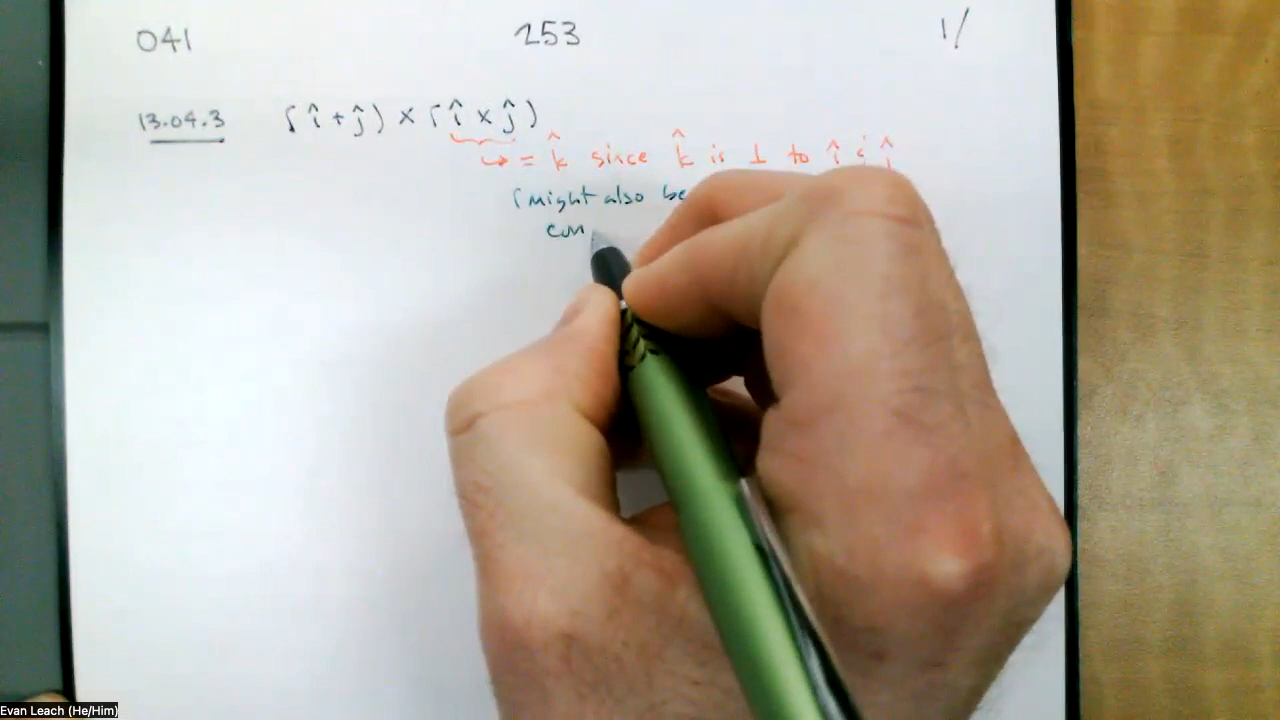 041 253 1/
13.04.3 (î + ĵ) × (î × ĵ)
↳ = k̂ since k̂ is ⊥ to î & ĵ
(might also be
con
Evan Leach (He/Him)